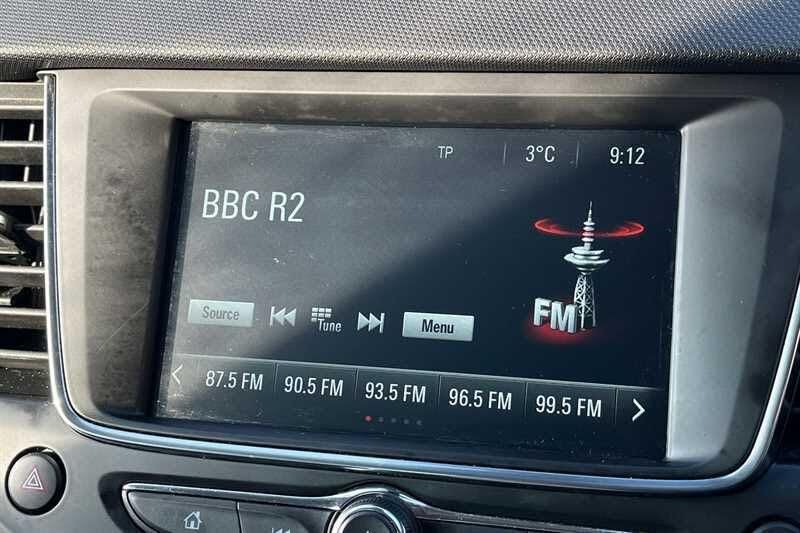 TP 3°C 9:12
BBC R2
FM
Source Tune Menu
87.5 FM 90.5 FM 93.5 FM 96.5 FM 99.5 FM